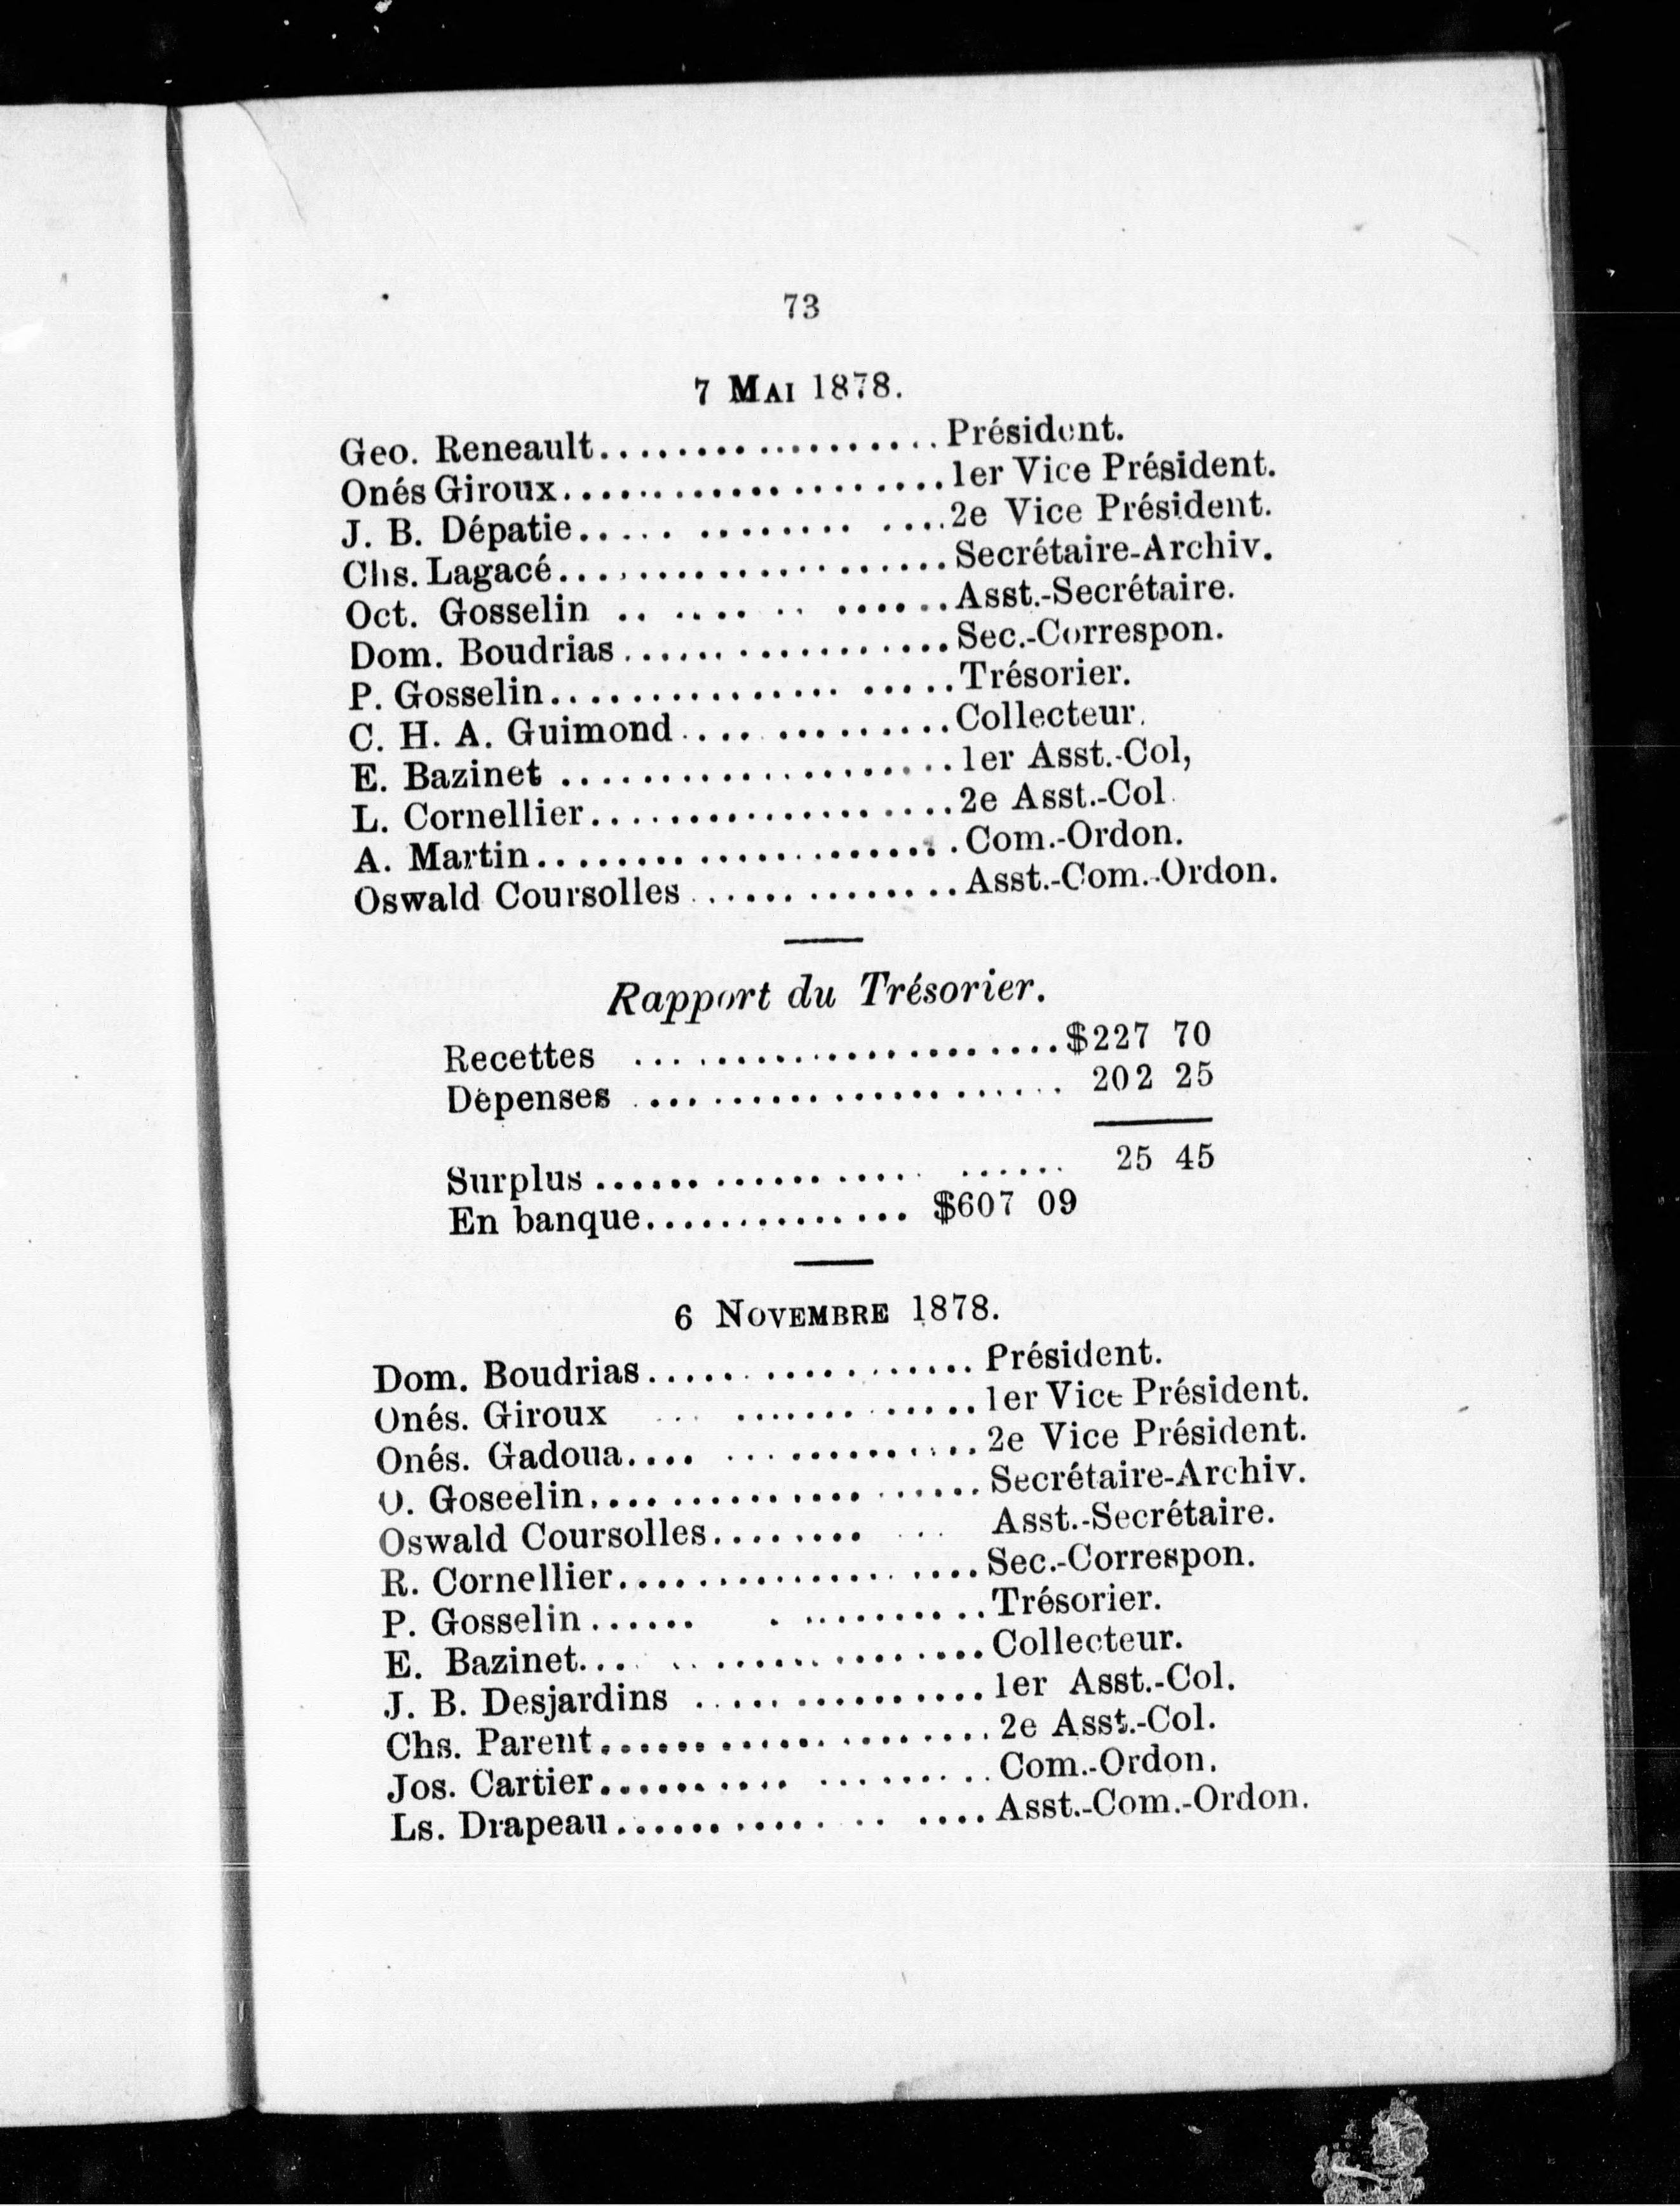 73
7 MAI 1878.
Geo. Reneault.................... Président.
Onés Giroux.....................1er Vice Président.
J. B. Dépatie..... ........ ....2e Vice Président.
Chs. Lagacé.....................Secrétaire-Archiv.
Oct. Gosselin .. .... .. ......Asst.-Secrétaire.
Dom. Boudrias..................Sec.-Correspon.
P. Gosselin............... .....Trésorier.
C. H. A. Guimond.... ..........Collecteur.
E. Bazinet ....................1er Asst.-Col,
L. Cornellier...................2e Asst.-Col.
A. Martin......................Com.-Ordon.
Oswald Coursolles..............Asst.-Com.-Ordon.
Rapport du Trésorier.
Recettes ......................$227 70
Dépenses ...................... 202 25
Surplus................. ...... 25 45
En banque.............. $607 09
6 NOVEMBRE 1878.
Dom. Boudrias................. Président.
Onés. Giroux ... ....... .....1er Vice Président.
Onés. Gadoua.... .............2e Vice Président.
O. Goseelin.................... Secrétaire-Archiv.
Oswald Coursolles........ ... Asst.-Secrétaire.
R. Cornellier.............. ....Sec.-Correspon.
P. Gosselin...... . ...........Trésorier.
E. Bazinet... .. ..............Collecteur.
J. B. Desjardins ...............1er Asst.-Col.
Chs. Parent....................2e Asst.-Col.
Jos. Cartier.......... .........Com.-Ordon.
Ls. Drapeau............ .. ....Asst.-Com.-Ordon.